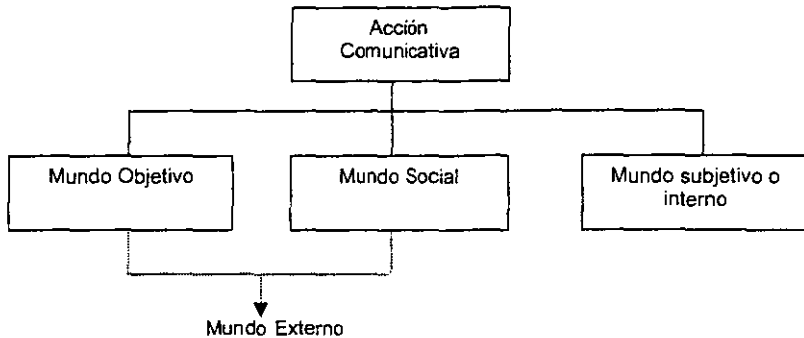 Acción
Comunicativa
Mundo Objetivo
Mundo Social
Mundo subjetivo o
interno
Mundo Externo